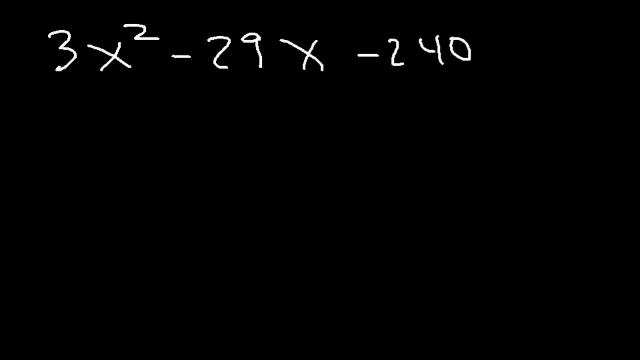 3x² - 29x - 240